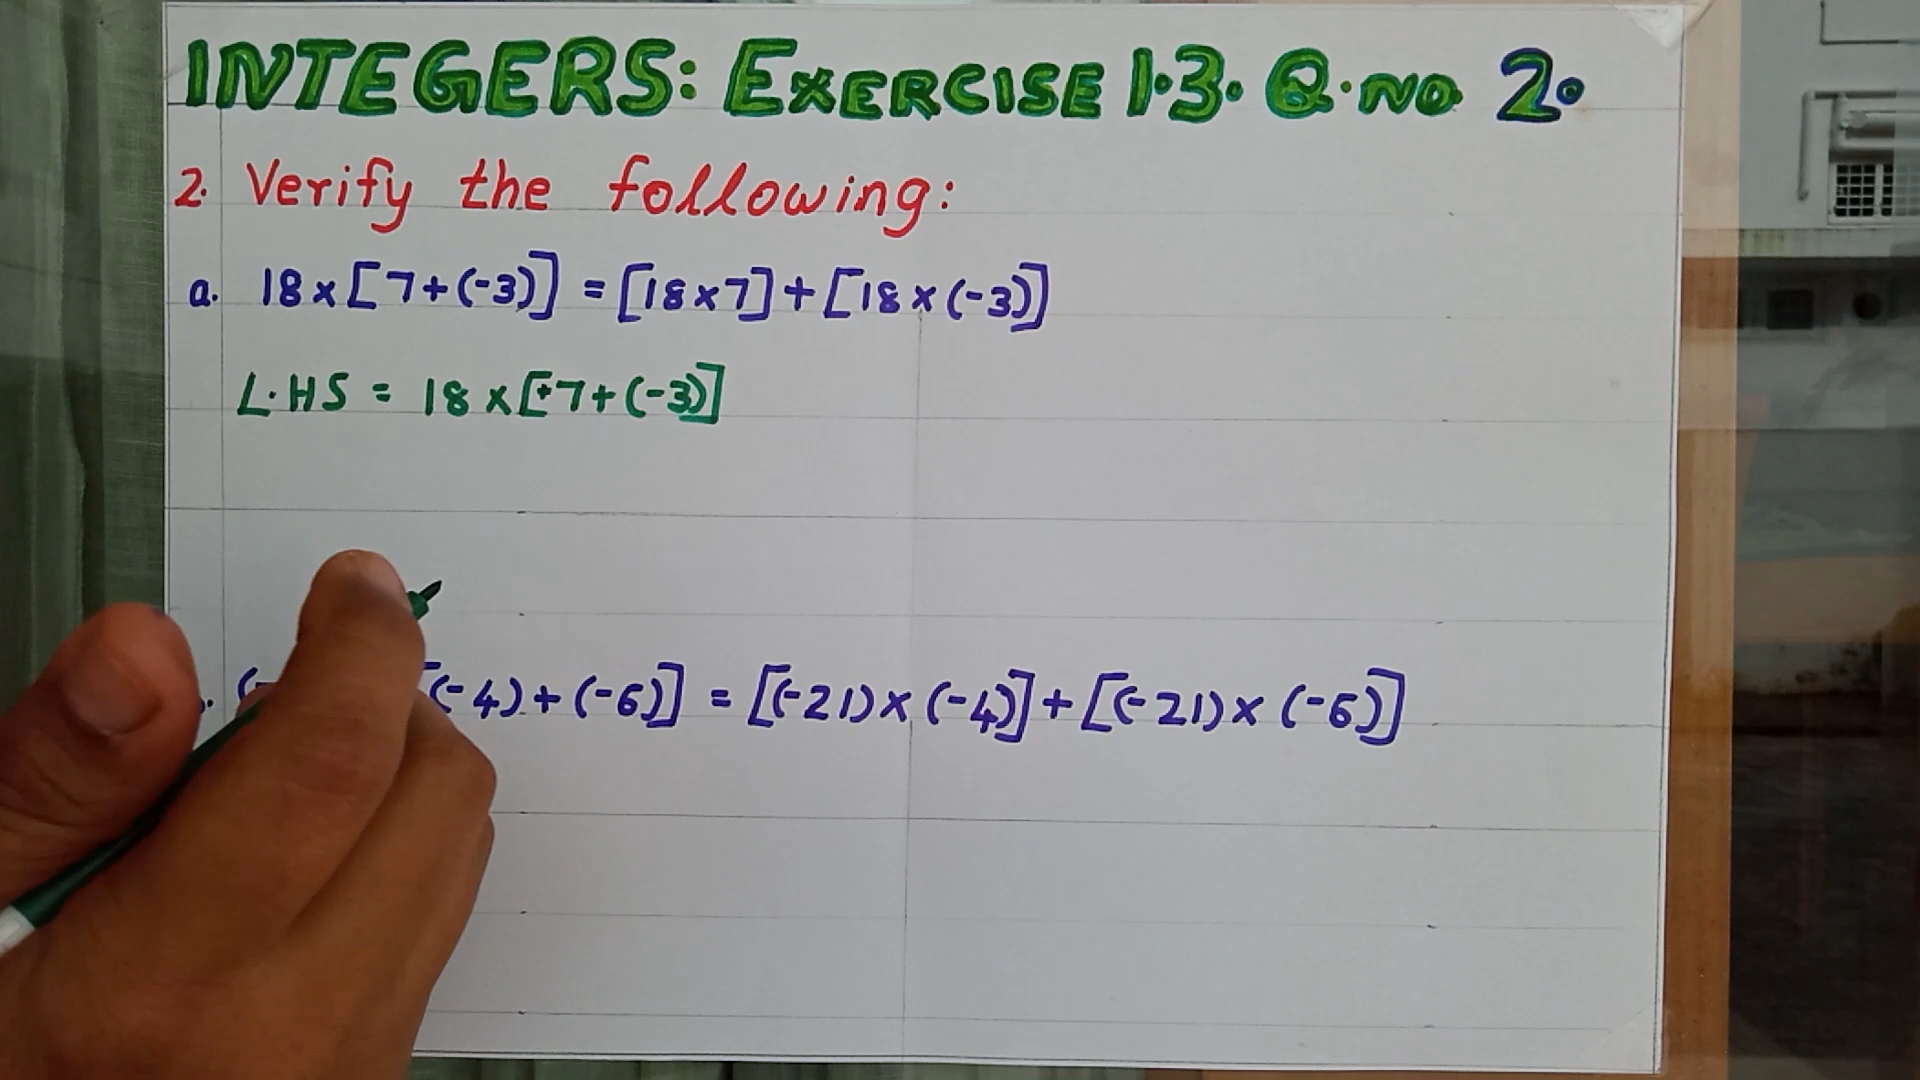 INTEGERS: EXERCISE 1.3. Q.no 2.
2. Verify the following:
a. 18 x [7+(-3)] = [18 x 7] + [18 x (-3)]
L.HS = 18 x [+7+(-3)]
(-4) + (-6)] = [(-21) x (-4)] + [(-21) x (-6)]